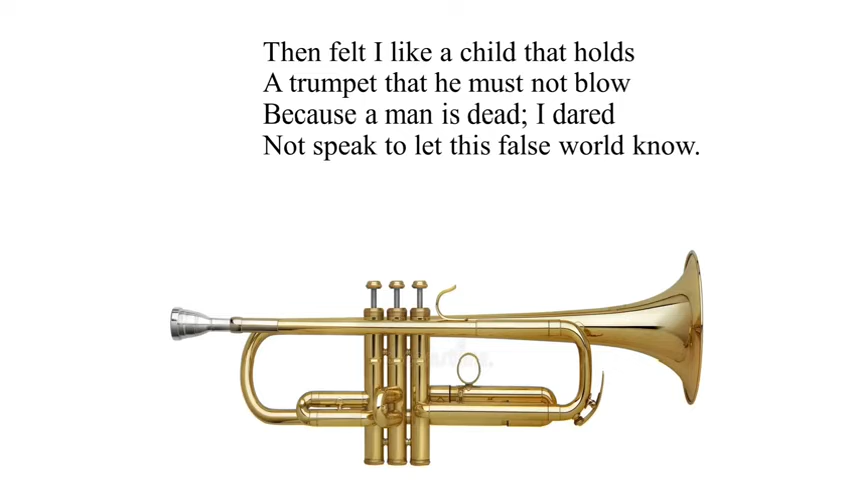 Then felt I like a child that holds
A trumpet that he must not blow
Because a man is dead; I dared
Not speak to let this false world know.